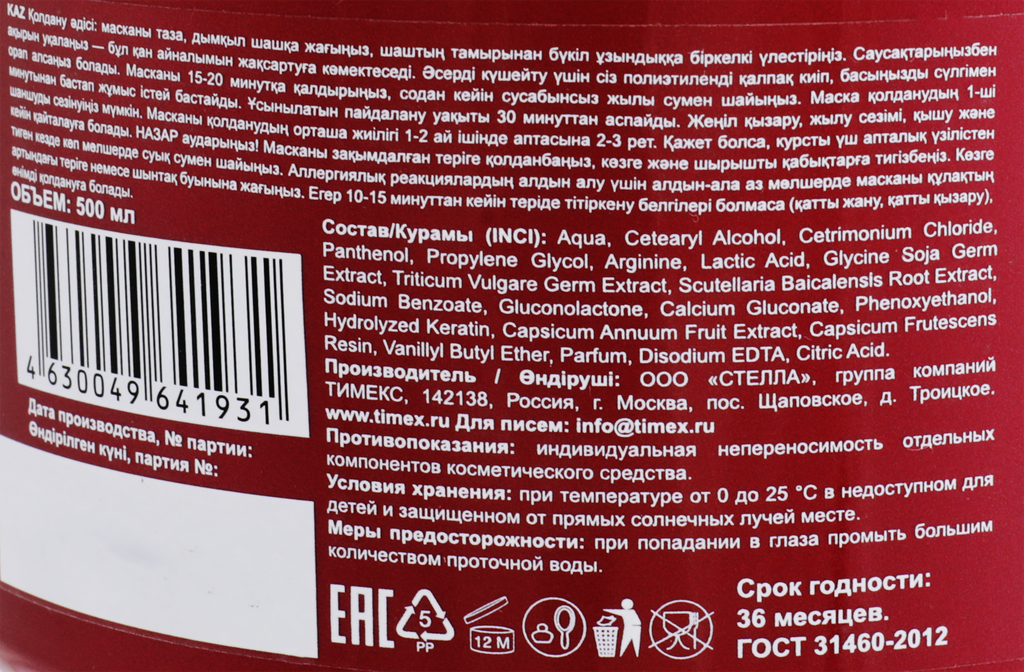 KAZ Қолдану әдісі: масканы таза, дымқыл шашқа жағыңыз, шаштың тамырынан бүкіл ұзындыққа біркелкі үлестіріңіз. Саусақтарыңызбен
ақырын уқалаңыз — бұл қан айналымын жақсартуға көмектеседі. Әсерді күшейту үшін сіз полиэтиленді қалпақ киіп, басыңызды сүлгімен
орап алсаңыз болады. Масканы 15-20 минутқа қалдырыңыз, содан кейін сусабынсыз жылы сумен шайыңыз. Маска қолданудың 1-ші
минутынан бастап жұмыс істей бастайды. Ұсынылатын пайдалану уақыты 30 минуттан аспайды. Жеңіл қызару, жылу сезімі, қышу және
шаншуды сезінуіңіз мүмкін. Масканы қолданудың орташа жиілігі 1-2 ай ішінде аптасына 2-3 рет. Қажет болса, курсты үш апталық үзілістен
кейін қайталауға болады. НАЗАР аударыңыз! Масканы зақымдалған теріге қолданбаңыз, көзге және шырышты қабықтарға тигізбеңіз. Көзге
тиген кезде көп мөлшерде суық сумен шайыңыз. Аллергиялық реакциялардың алдын алу үшін алдын-ала аз мөлшерде масканы құлақтың
артындағы теріге немесе шынтақ буынына жағыңыз. Егер 10-15 минуттан кейін теріде тітіркену белгілері болмаса (қатты жану, қатты қызару),
өнімді қолдануға болады.
ОБЪЕМ: 500 мл
4 630049 641931
Дата производства, № партии:
Өндірілген күні, партия №:
Состав/Курамы (INCI): Aqua, Cetearyl Alcohol, Cetrimonium Chloride,
Panthenol, Propylene Glycol, Arginine, Lactic Acid, Glycine Soja Germ
Extract, Triticum Vulgare Germ Extract, Scutellaria Baicalensls Root Extract,
Sodium Benzoate, Gluconolactone, Calcium Gluconate, Phenoxyethanol,
Hydrolyzed Keratin, Capsicum Annuum Fruit Extract, Capsicum Frutescens
Resin, Vanillyl Butyl Ether, Parfum, Disodium EDTA, Citric Acid.
Производитель / Өндіруші: ООО «СТЕЛЛА», группа компаний
ТИМЕКС, 142138, Россия, г. Москва, пос. Щаповское, д. Троицкое.
www.timex.ru Для писем: info@timex.ru
Противопоказания: индивидуальная непереносимость отдельных
компонентов косметического средства.
Условия хранения: при температуре от 0 до 25 °C в недоступном для
детей и защищенном от прямых солнечных лучей месте.
Меры предосторожности: при попадании в глаза промыть большим
количеством проточной воды.
EAC
5
PP
12 M
Срок годности:
36 месяцев.
ГОСТ 31460-2012